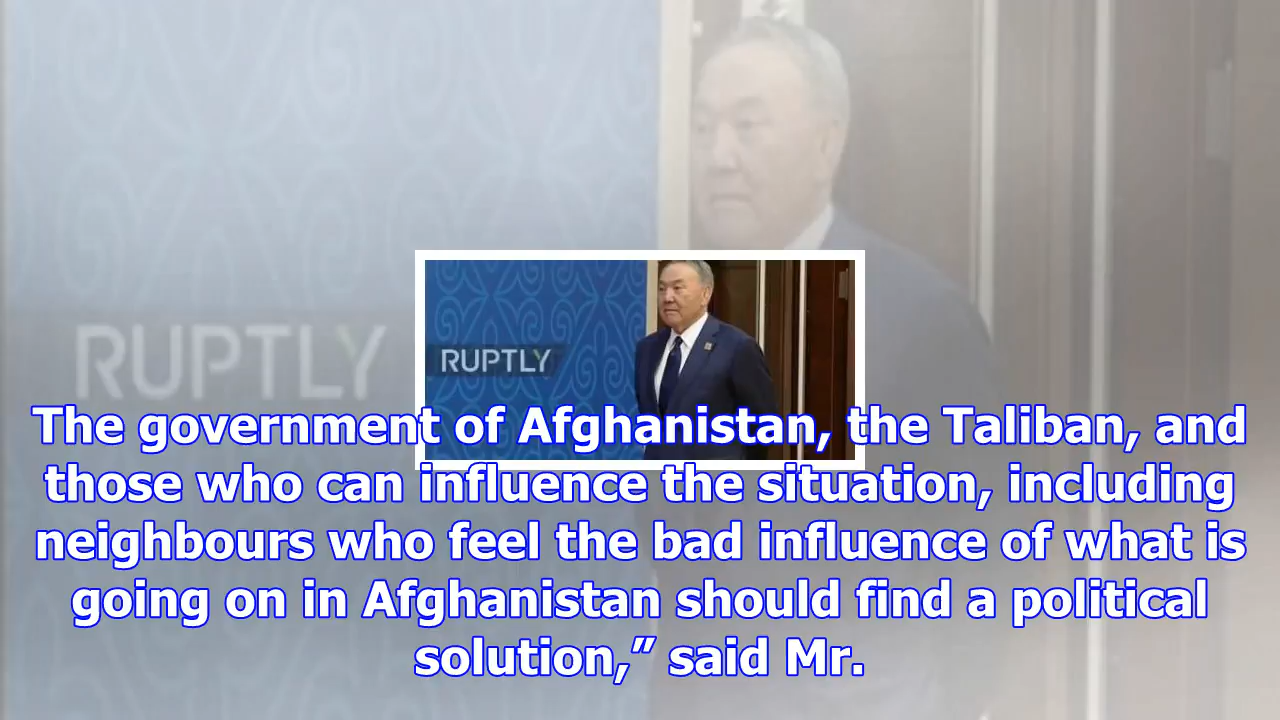 RUPTLY
RUPTLY
The government of Afghanistan, the Taliban, and
those who can influence the situation, including
neighbours who feel the bad influence of what is
going on in Afghanistan should find a political
solution,” said Mr.